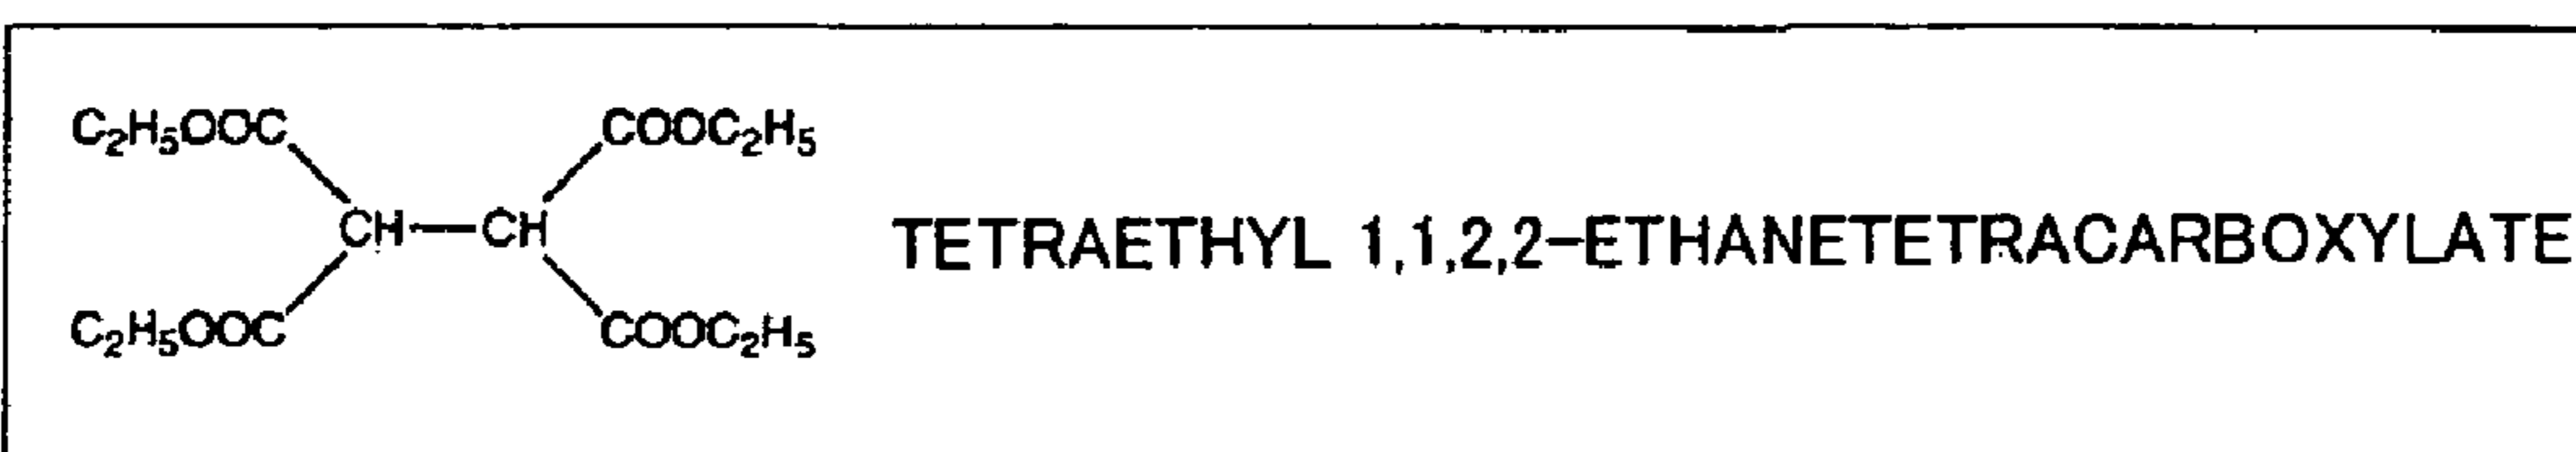 C₂H₅OOC COOC₂H₅
CH—CH TETRAETHYL 1,1,2,2-ETHANETETRACARBOXYLATE
C₂H₅OOC COOC₂H₅